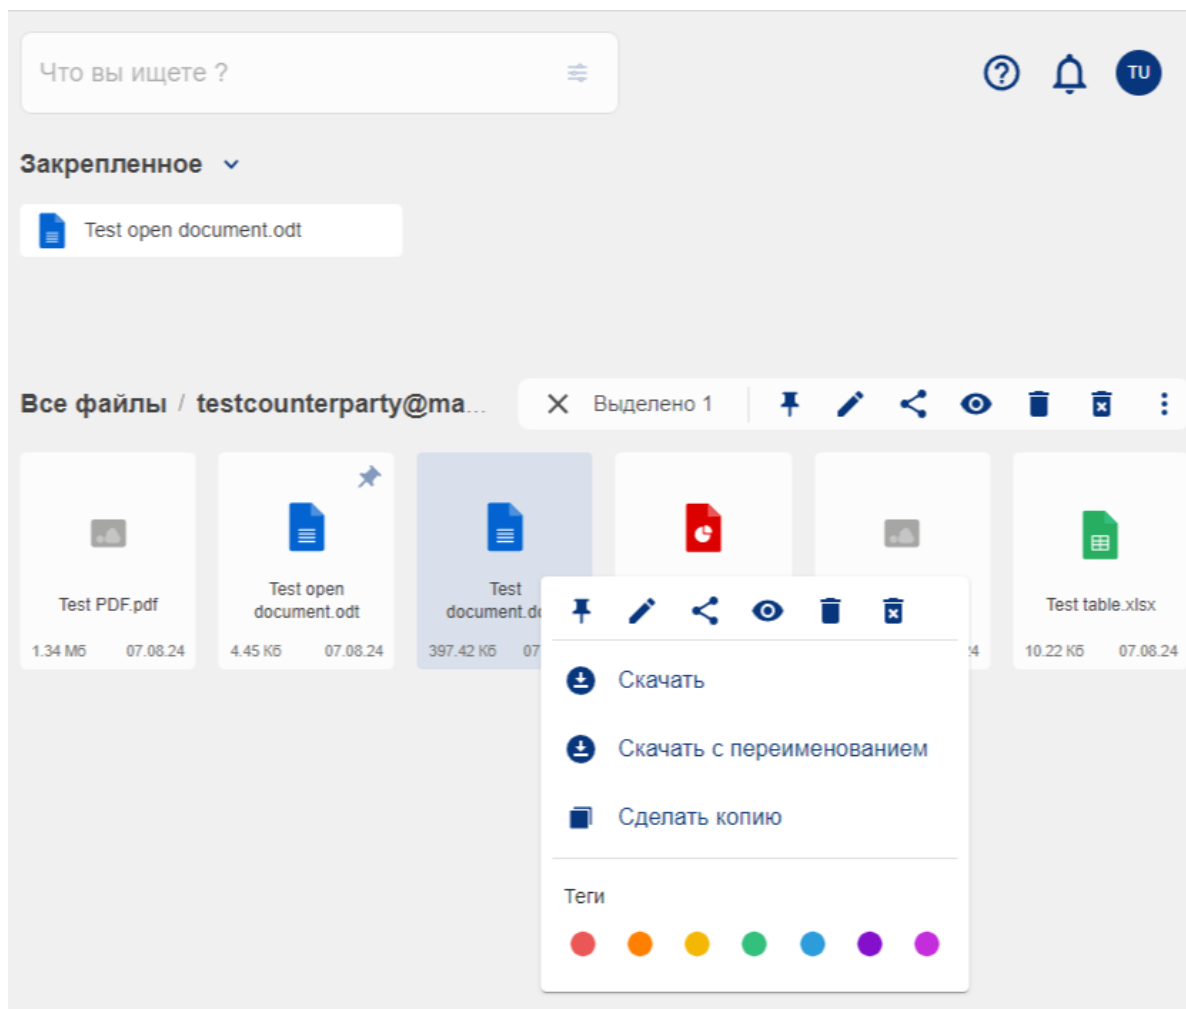 Что вы ищете ?
TU
Закрепленное
Test open document.odt
Все файлы / testcounterparty@ma...
Выделено 1
Test PDF.pdf
1.34 Мб 07.08.24
Test open
document.odt
4.45 Кб 07.08.24
Test
document.do
397.42 Кб 07
Test table.xlsx
10.22 Кб 07.08.24
Скачать
Скачать с переименованием
Сделать копию
Теги